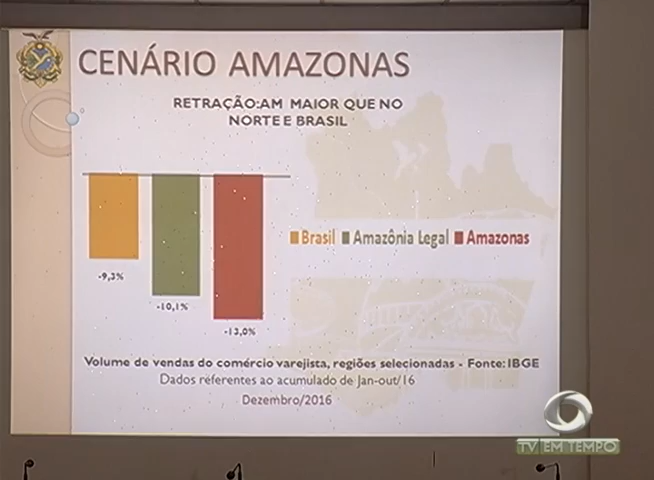 CENÁRIO AMAZONAS
RETRAÇÃO:AM MAIOR QUE NO
NORTE E BRASIL
Brasil Amazônia Legal Amazonas
-9,3%
-10,1%
-13,0%
Volume de vendas do comércio varejista, regiões selecionadas - Fonte: IBGE
Dados referentes ao acumulado de Jan-out/16
Dezembro/2016
TV EM TEMPO